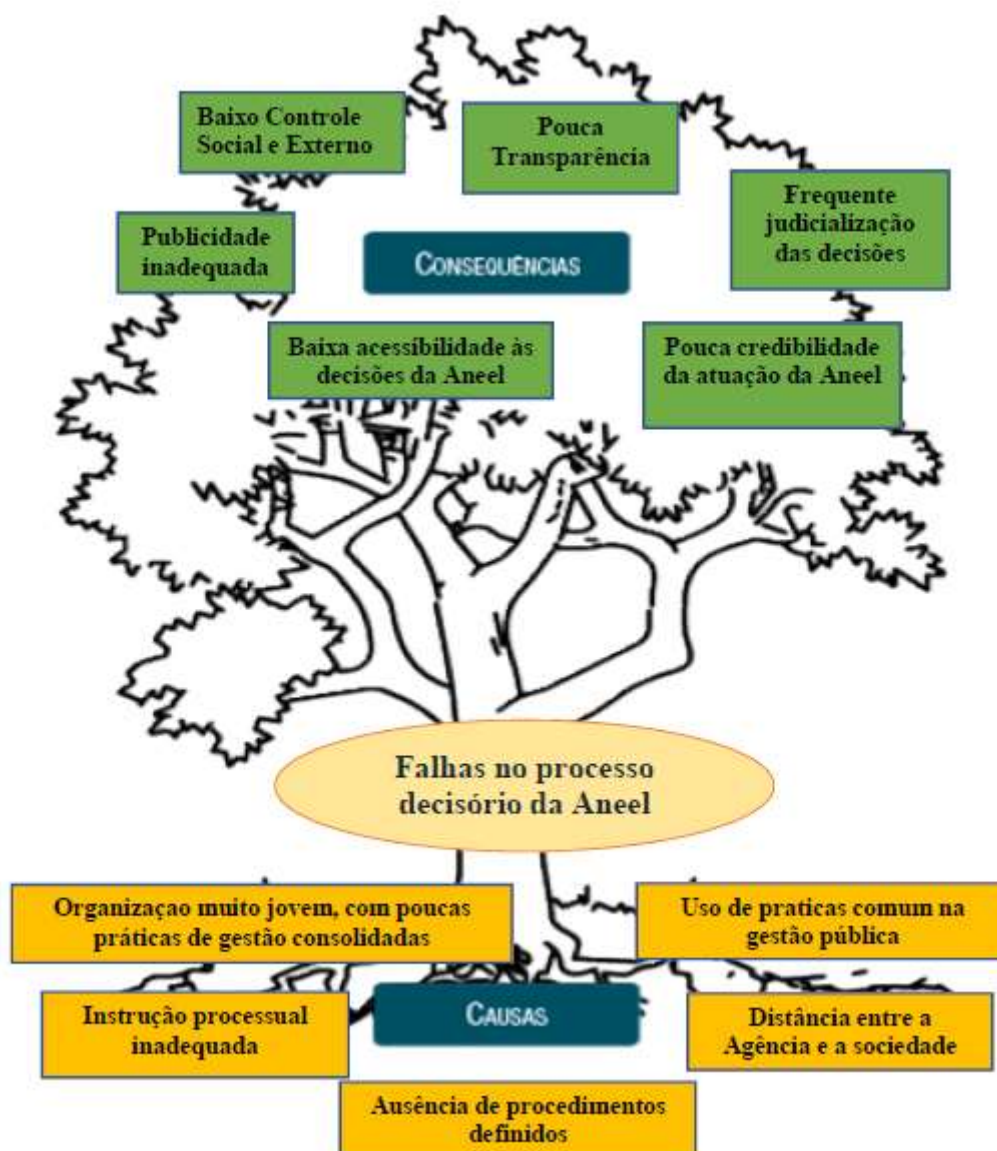 Baixo Controle
Social e Externo
Pouca
Transparência
Frequente
judicialização
das decisões
Publicidade
inadequada
CONSEQUÊNCIAS
Baixa acessibilidade às
decisões da Aneel
Pouca credibilidade
da atuação da Aneel
Falhas no processo
decisório da Aneel
Organizaçao muito jovem, com poucas
práticas de gestão consolidadas
Uso de praticas comum na
gestão pública
Instrução processual
inadequada
CAUSAS
Distância entre a
Agência e a sociedade
Ausência de procedimentos
definidos